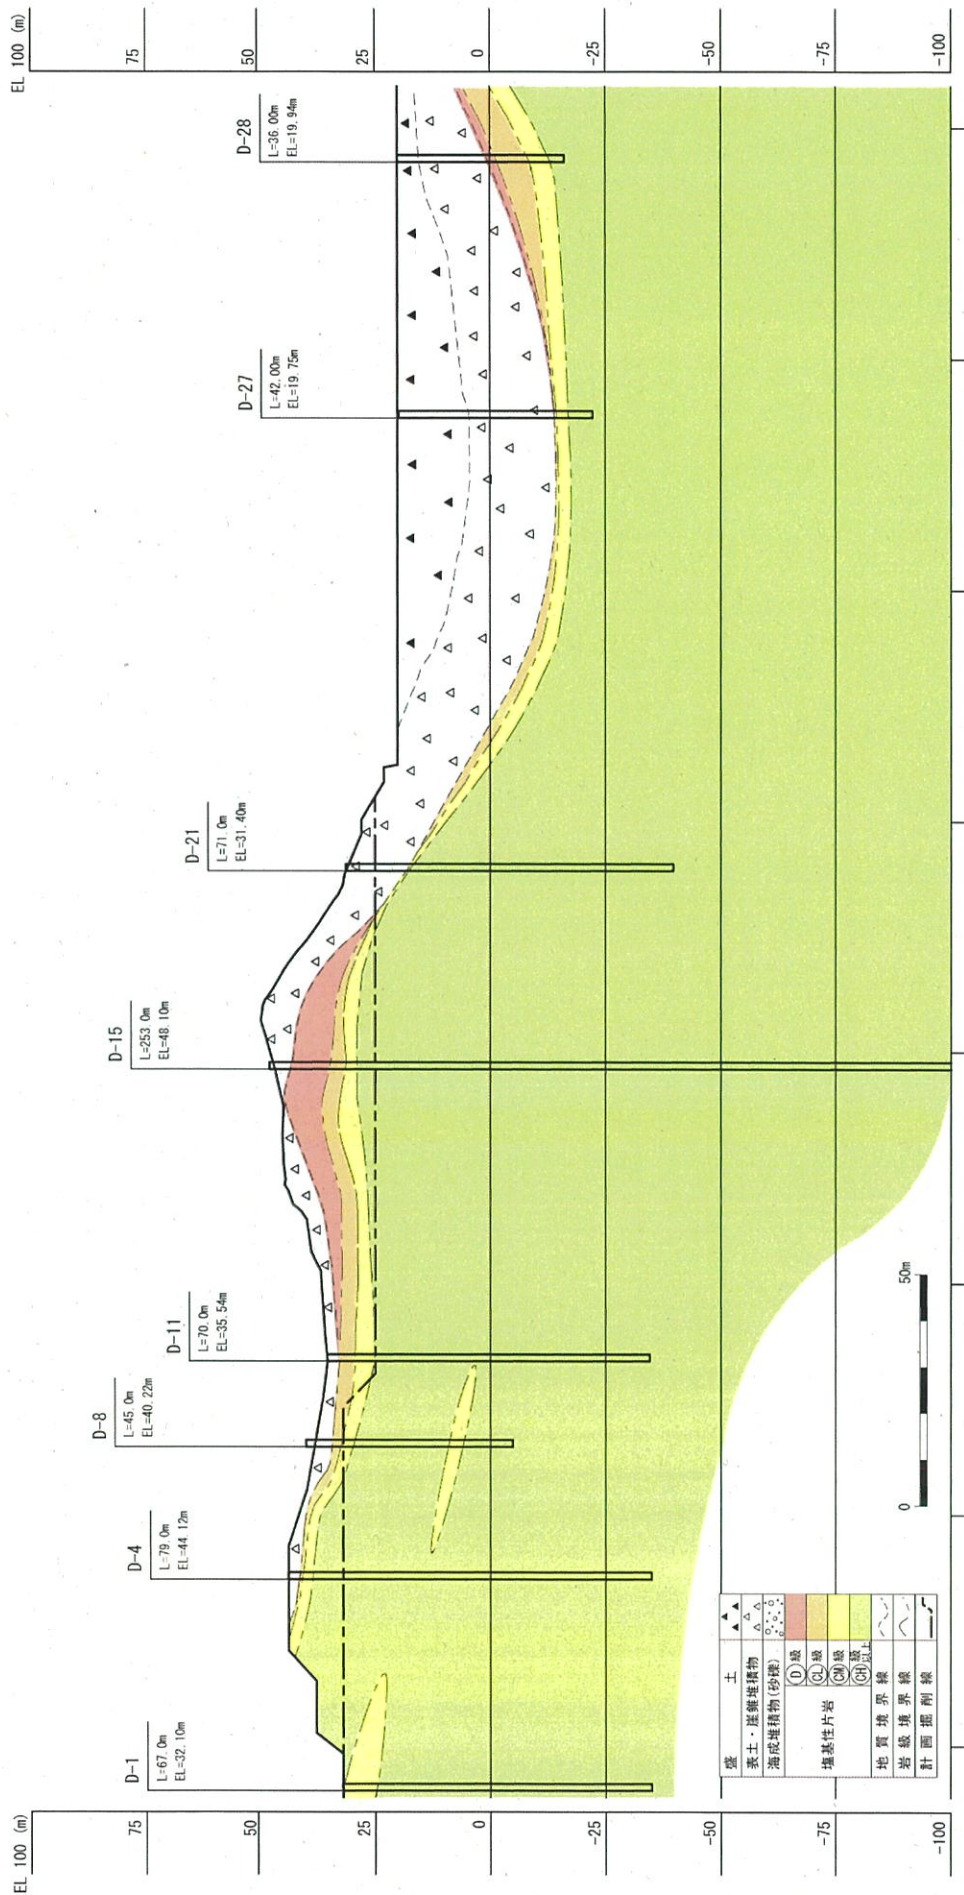 EL 100 (m)
75
50
25
0
-25
-50
-75
-100
D-1
L=67.0m
EL=32.10m
D-4
L=79.0m
EL=44.12m
D-8
L=45.0m
EL=40.22m
D-11
L=70.0m
EL=35.54m
D-15
L=253.0m
EL=48.10m
D-21
L=71.0m
EL=31.40m
D-27
L=42.00m
EL=19.75m
D-28
L=36.00m
EL=19.94m
EL 100 (m)
75
50
25
0
-25
-50
-75
-100
盛 土
表土・崖錐堆積物
海成堆積物(砂礫)
塩基性片岩
Ⓓ級
CL級
CM級
CH級以上
地質境界線
岩級境界線
計画掘削線
0 50m